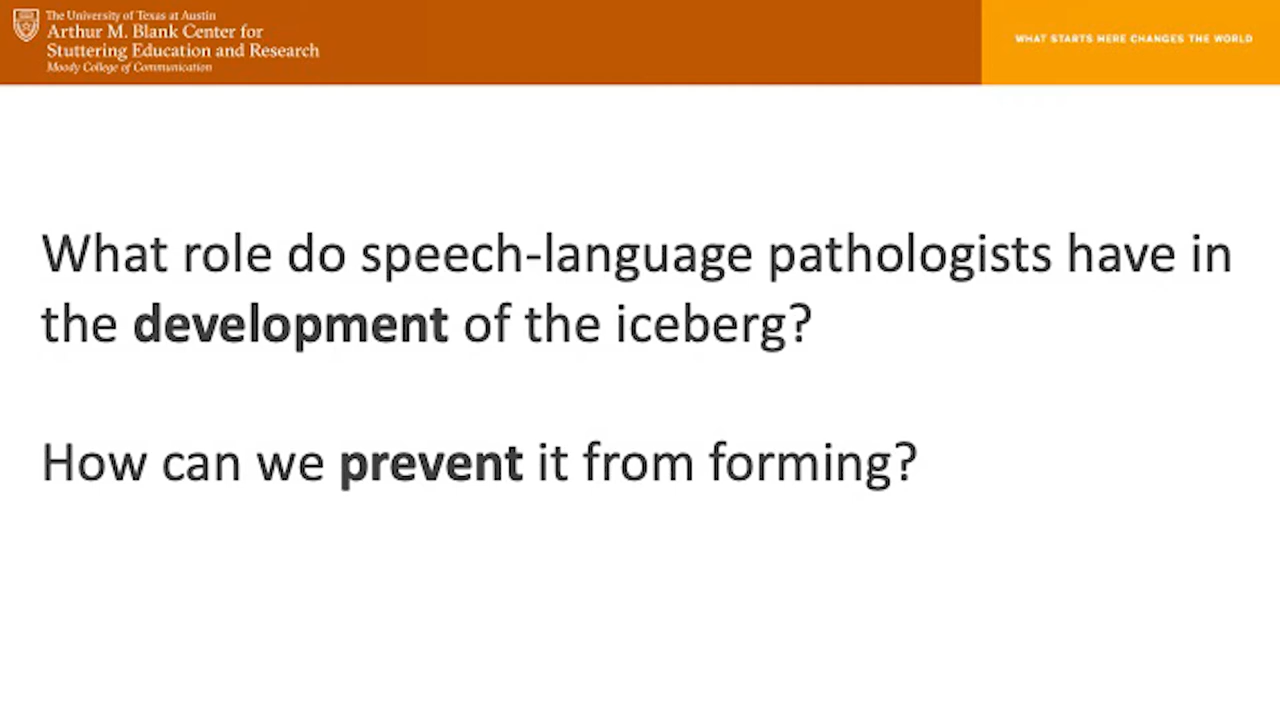 The University of Texas at Austin
Arthur M. Blank Center for
Stuttering Education and Research
Moody College of Communication
WHAT STARTS HERE CHANGES THE WORLD
What role do speech-language pathologists have in
the development of the iceberg?
How can we prevent it from forming?